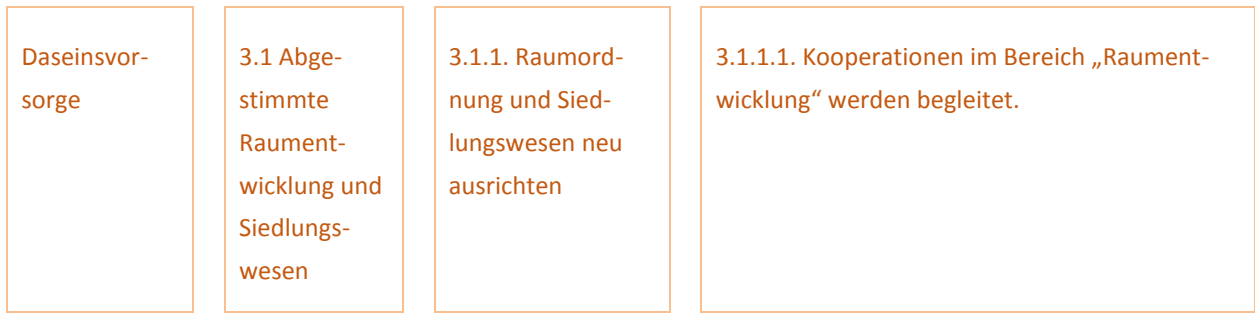 Daseinsvor-
sorge
3.1 Abge-
stimmte
Raument-
wicklung und
Siedlungs-
wesen
3.1.1. Raumord-
nung und Sied-
lungswesen neu
ausrichten
3.1.1.1. Kooperationen im Bereich „Raument-
wicklung“ werden begleitet.